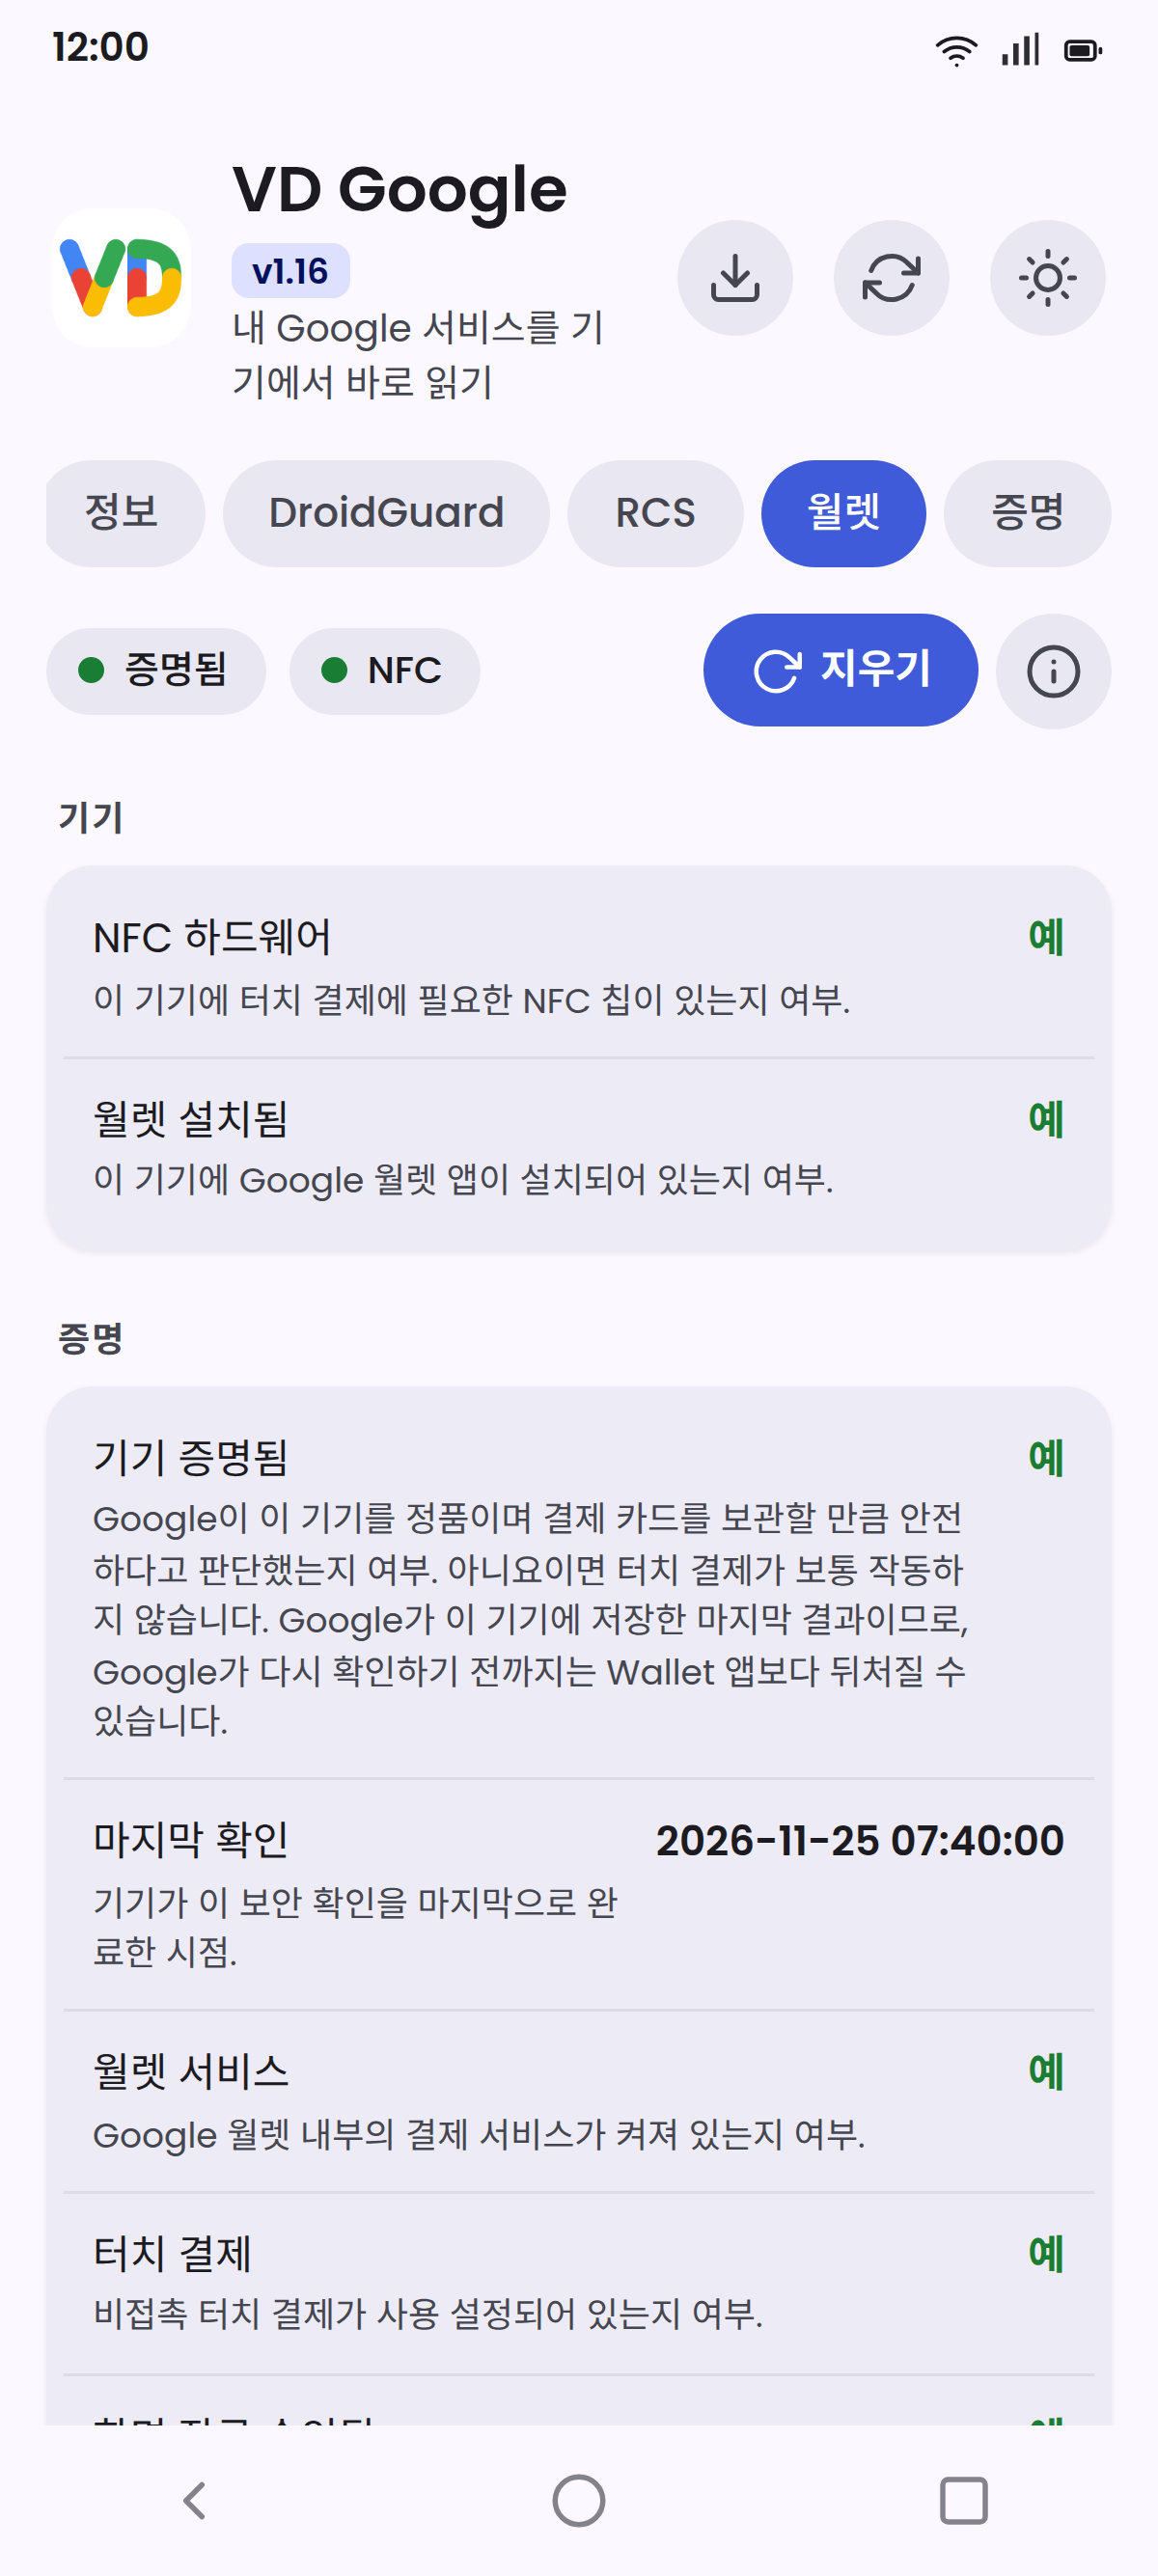 12:00
VD Google
v1.16
내 Google 서비스를 기
기에서 바로 읽기
정보
DroidGuard
RCS
월렛
증명
증명됨
NFC
지우기
기기
NFC 하드웨어
예
이 기기에 터치 결제에 필요한 NFC 칩이 있는지 여부.
월렛 설치됨
예
이 기기에 Google 월렛 앱이 설치되어 있는지 여부.
증명
기기 증명됨
예
Google이 이 기기를 정품이며 결제 카드를 보관할 만큼 안전
하다고 판단했는지 여부. 아니요이면 터치 결제가 보통 작동하
지 않습니다. Google가 이 기기에 저장한 마지막 결과이므로,
Google가 다시 확인하기 전까지는 Wallet 앱보다 뒤처질 수
있습니다.
마지막 확인
2026-11-25 07:40:00
기기가 이 보안 확인을 마지막으로 완
료한 시점.
월렛 서비스
예
Google 월렛 내부의 결제 서비스가 켜져 있는지 여부.
터치 결제
예
비접촉 터치 결제가 사용 설정되어 있는지 여부.